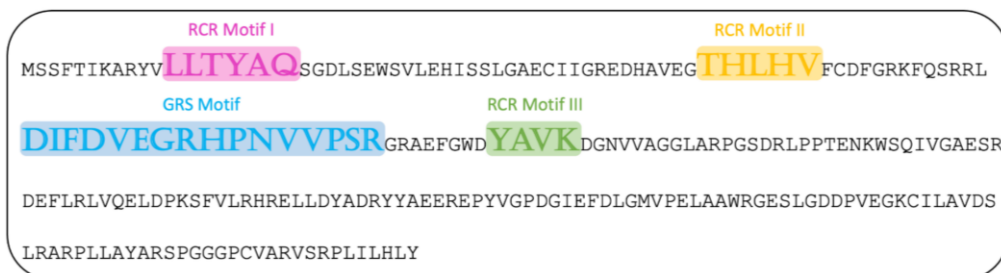 RCR Motif I RCR Motif II
MSSFTIKARYVLLTYAQSGDLSEWSVLEHISSLGAECIIGREDHAVEGTHLHVFCDFGRKFQSRRL
GRS Motif RCR Motif III
DIFDVEGRHPNVVPSRGRAEFGWDYAVKDGNVVAGGLARPGSDRLPPTENKWSQIVGAESR
DEFLRLVQELDPKSFVLRHRELLDYADRYYAEEREPYVGPDGIEFDLGMVPELAAWRGESLGDDPVEGKCILAVDS
LRARPLLAYARSPGGGPCVARVSRPLILHLY